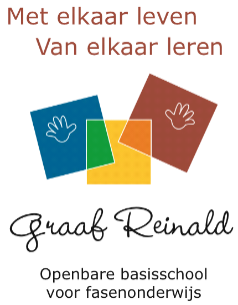 Met elkaar leven
Van elkaar leren
Graaf Reinald
Openbare basisschool
voor fasenonderwijs